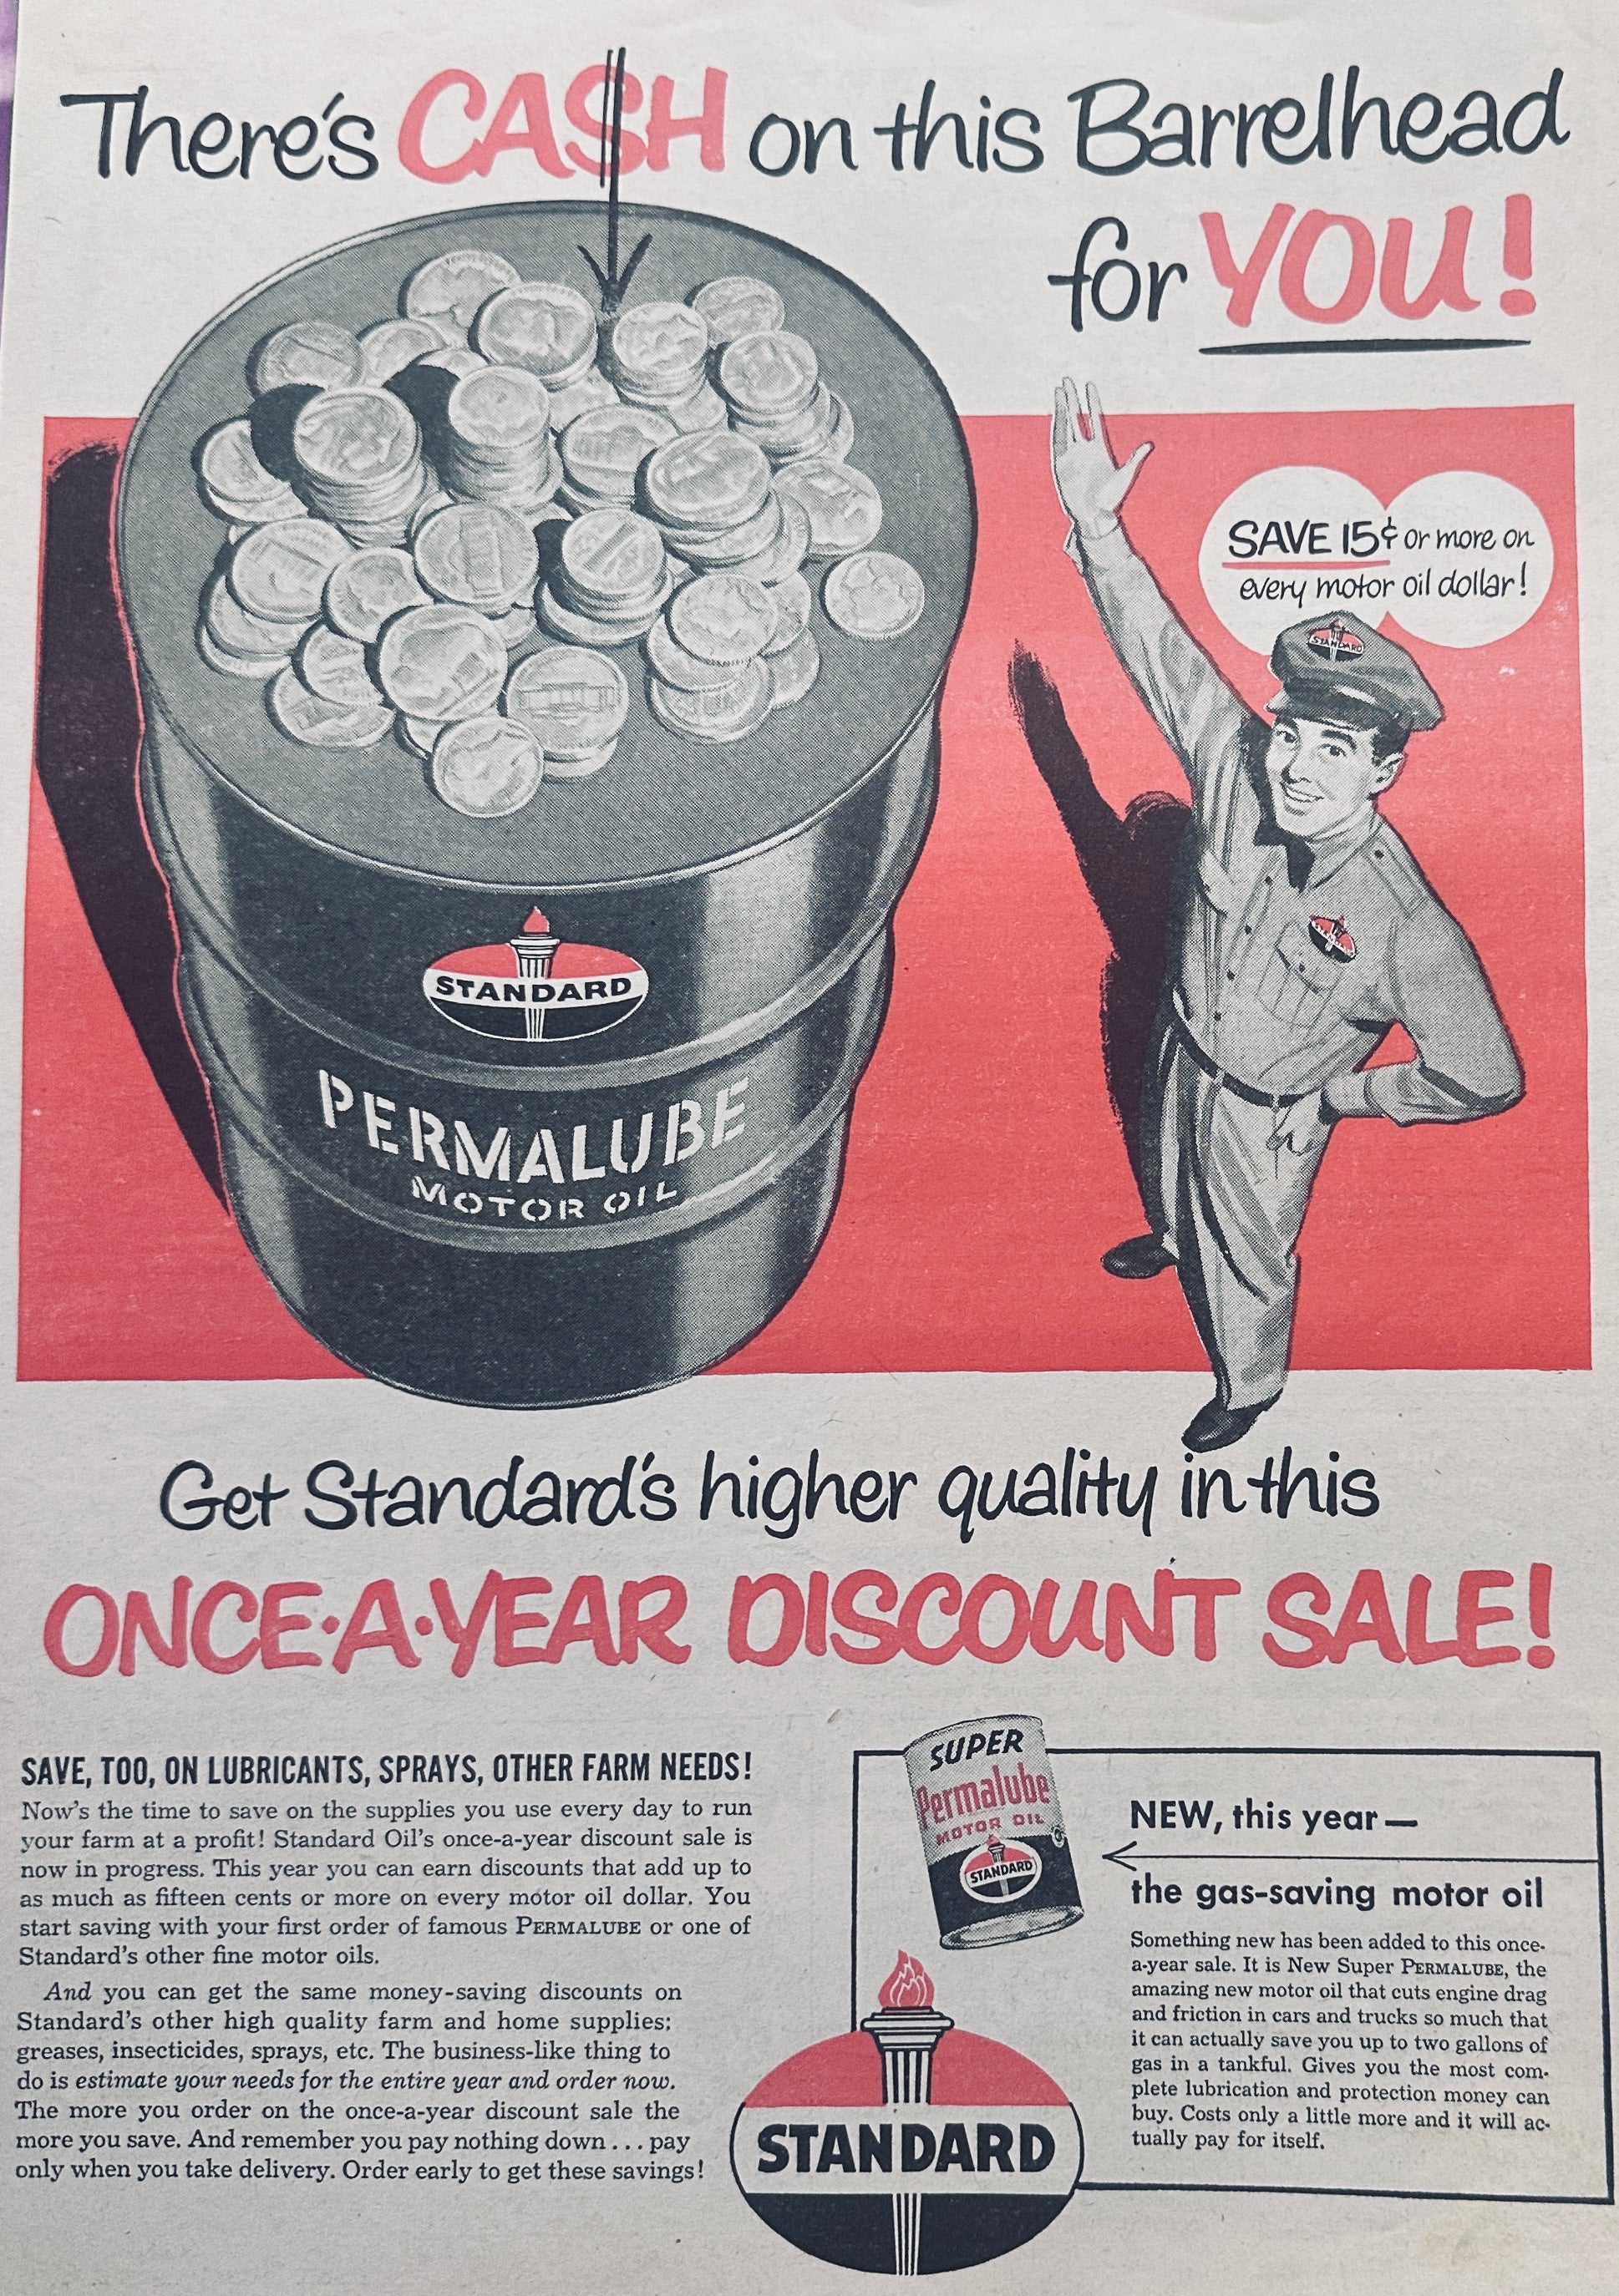 There's CASH on this Barrelhead
for YOU!
SAVE 15¢ or more on
every motor oil dollar!
STANDARD
STANDARD
STANDARD
PERMALUBE
MOTOR OIL
Get Standard's higher quality in this
ONCE·A·YEAR DISCOUNT SALE!
SAVE, TOO, ON LUBRICANTS, SPRAYS, OTHER FARM NEEDS!
Now's the time to save on the supplies you use every day to run
your farm at a profit! Standard Oil's once-a-year discount sale is
now in progress. This year you can earn discounts that add up to
as much as fifteen cents or more on every motor oil dollar. You
start saving with your first order of famous PERMALUBE or one of
Standard's other fine motor oils.
And you can get the same money-saving discounts on
Standard's other high quality farm and home supplies:
greases, insecticides, sprays, etc. The business-like thing to
do is estimate your needs for the entire year and order now.
The more you order on the once-a-year discount sale the
more you save. And remember you pay nothing down . . . pay
only when you take delivery. Order early to get these savings!
SUPER
Permalube
MOTOR OIL
STANDARD
NEW, this year—
the gas-saving motor oil
Something new has been added to this once-
a-year sale. It is New Super PERMALUBE, the
amazing new motor oil that cuts engine drag
and friction in cars and trucks so much that
it can actually save you up to two gallons of
gas in a tankful. Gives you the most com-
plete lubrication and protection money can
buy. Costs only a little more and it will ac-
tually pay for itself.
STANDARD